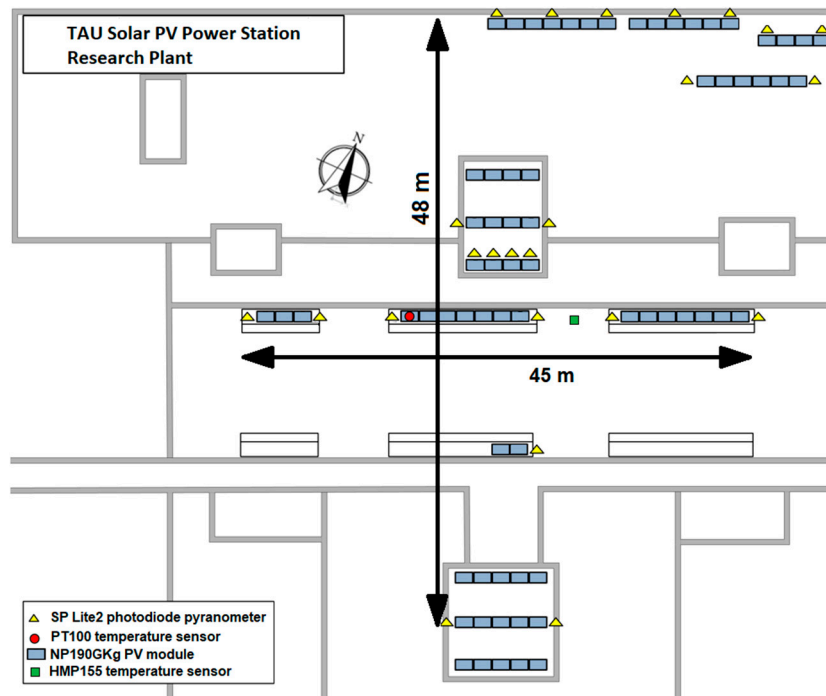 TAU Solar PV Power Station
Research Plant
N
48 m
45 m
SP Lite2 photodiode pyranometer
PT100 temperature sensor
NP190GKg PV module
HMP155 temperature sensor